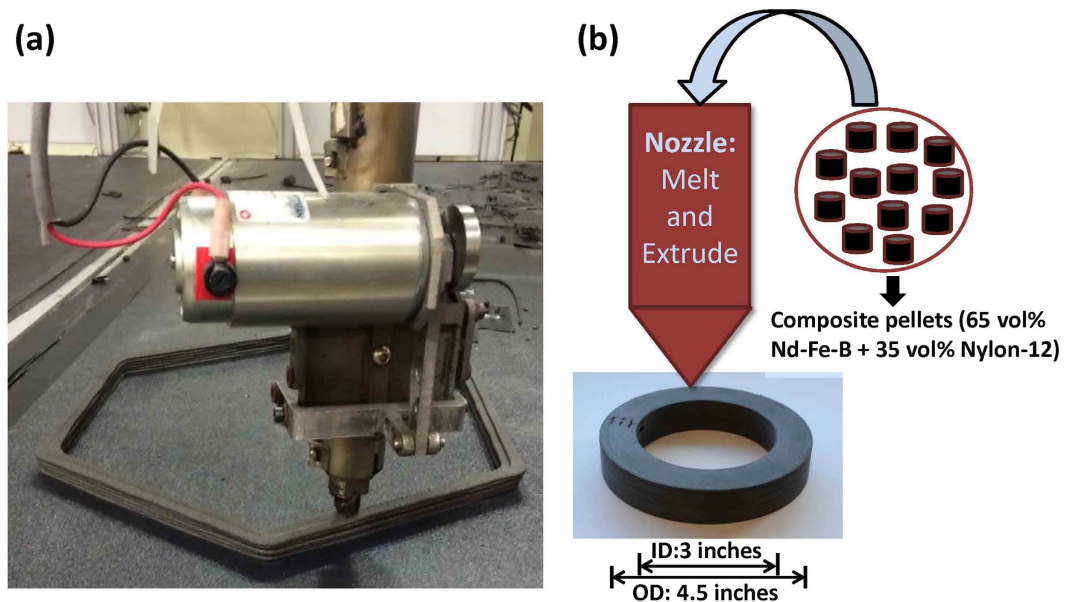 (a)
(b)
Nozzle:
Melt
and
Extrude
Composite pellets (65 vol%
Nd-Fe-B + 35 vol% Nylon-12)
ID:3 inches
OD: 4.5 inches